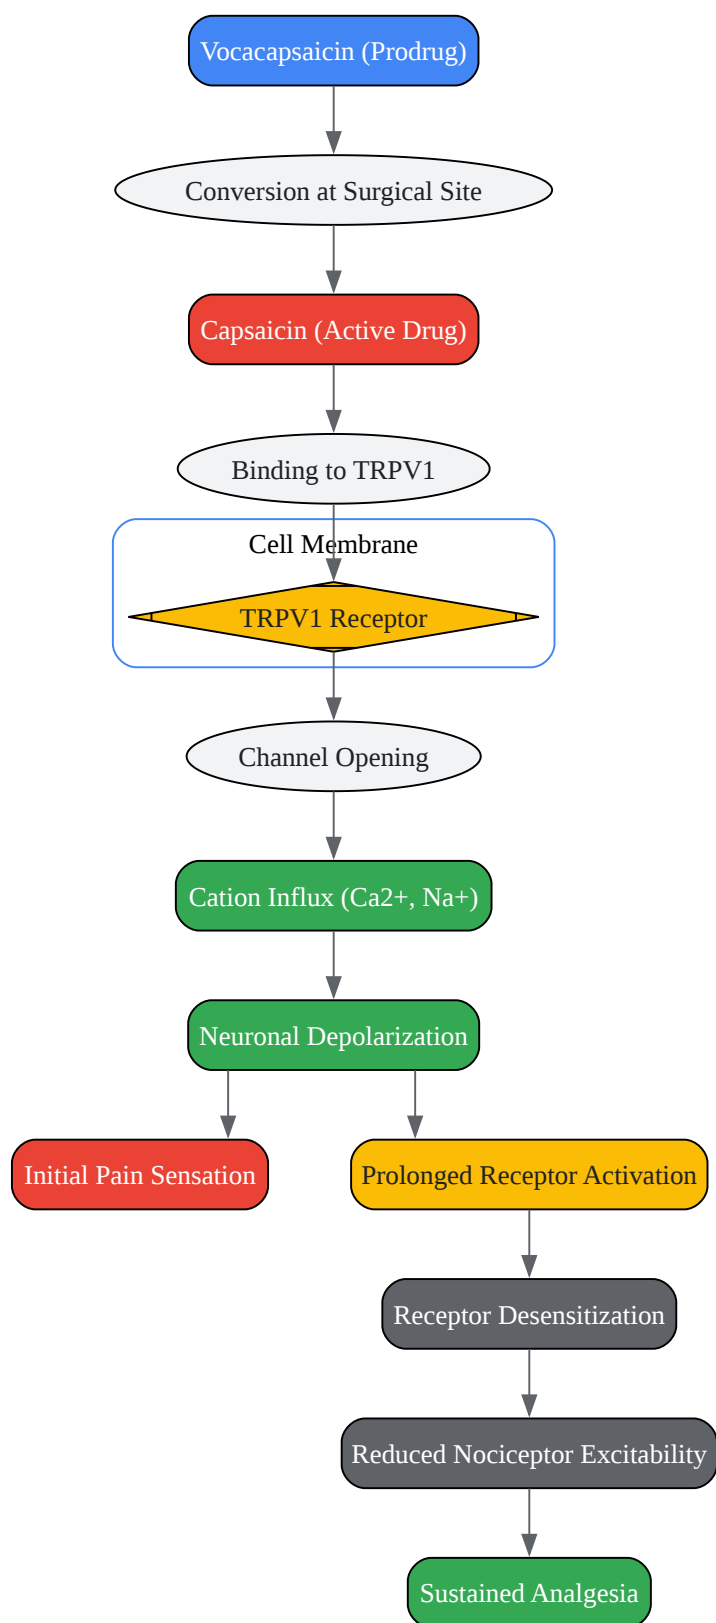 Vocacapsaicin (Prodrug)
Conversion at Surgical Site
Capsaicin (Active Drug)
Binding to TRPV1
Cell Membrane
TRPV1 Receptor
Channel Opening
Cation Influx (Ca2+, Na+)
Neuronal Depolarization
Initial Pain Sensation
Prolonged Receptor Activation
Receptor Desensitization
Reduced Nociceptor Excitability
Sustained Analgesia